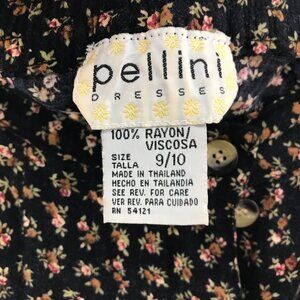 pellini
DRESSES
100% RAYON/
VISCOSA
SIZE
TALLA 9/10
MADE IN THAILAND
HECHO EN TAILANDIA
SEE REV. FOR CARE
VER REV. PARA CUIDADO
RN 54121